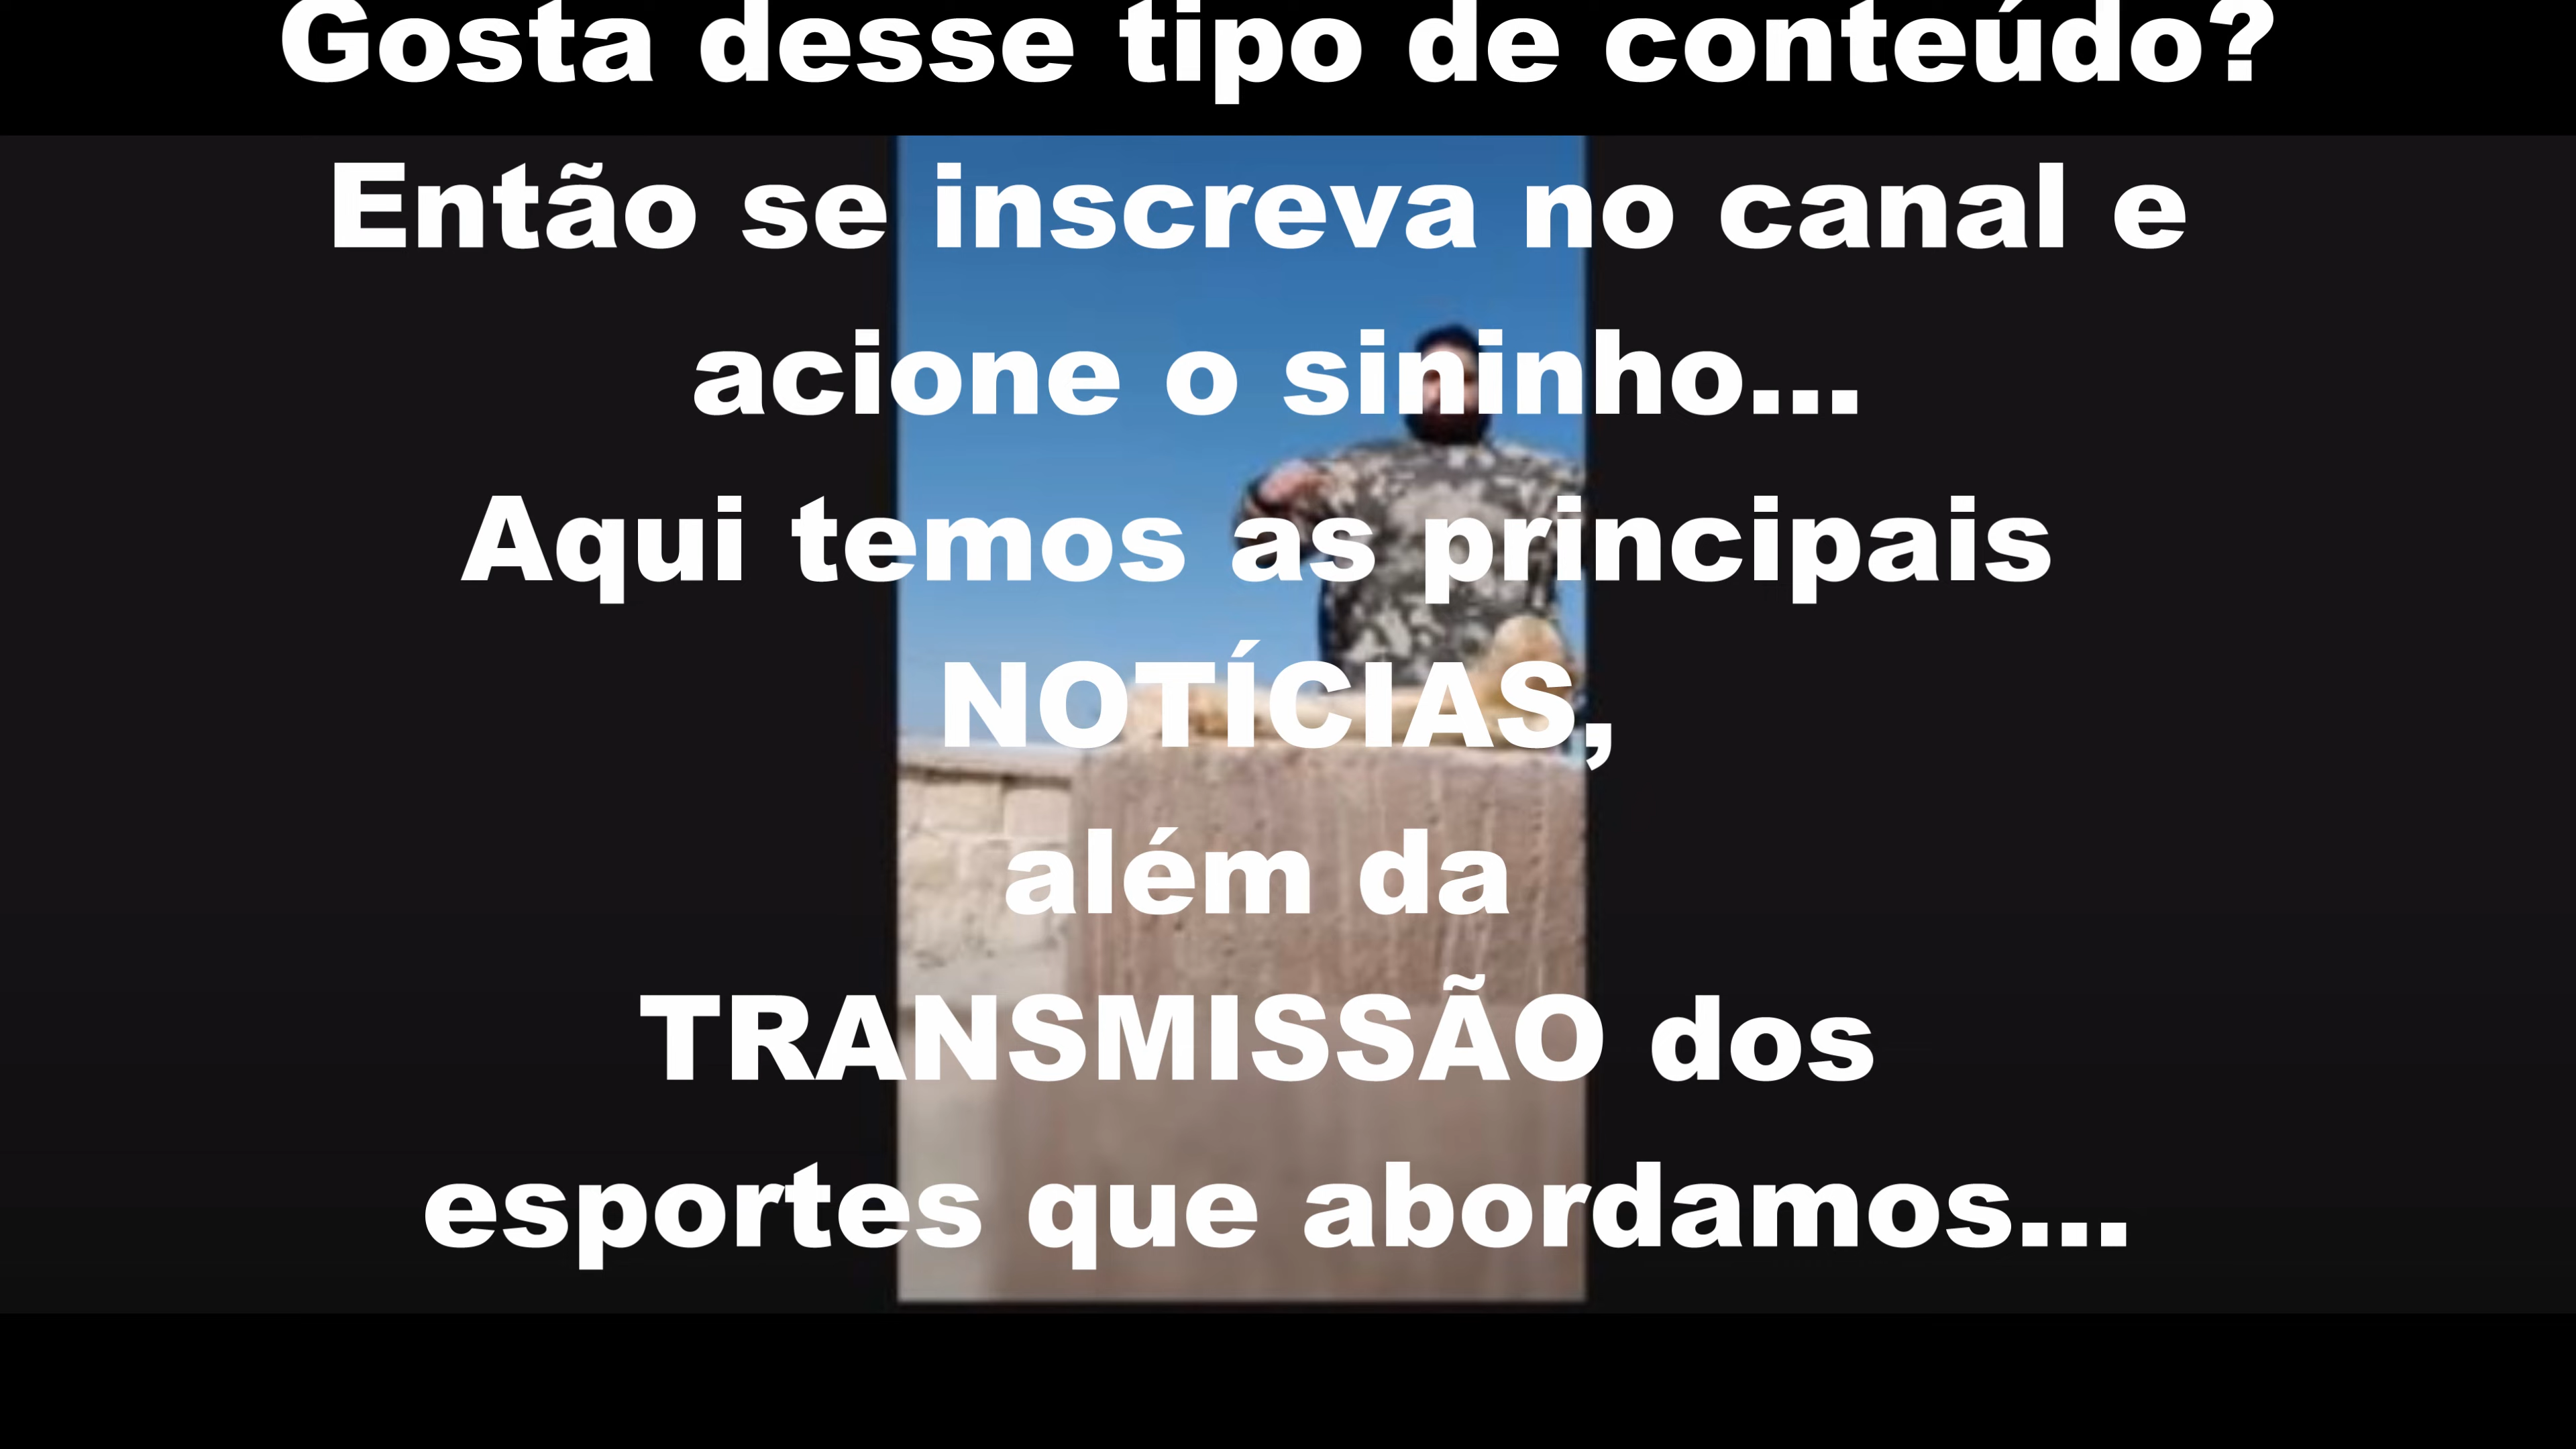 Gosta desse tipo de conteúdo?
Então se inscreva no canal e
acione o sininho...
Aqui temos as principais
NOTÍCIAS,
além da
TRANSMISSÃO dos
esportes que abordamos...